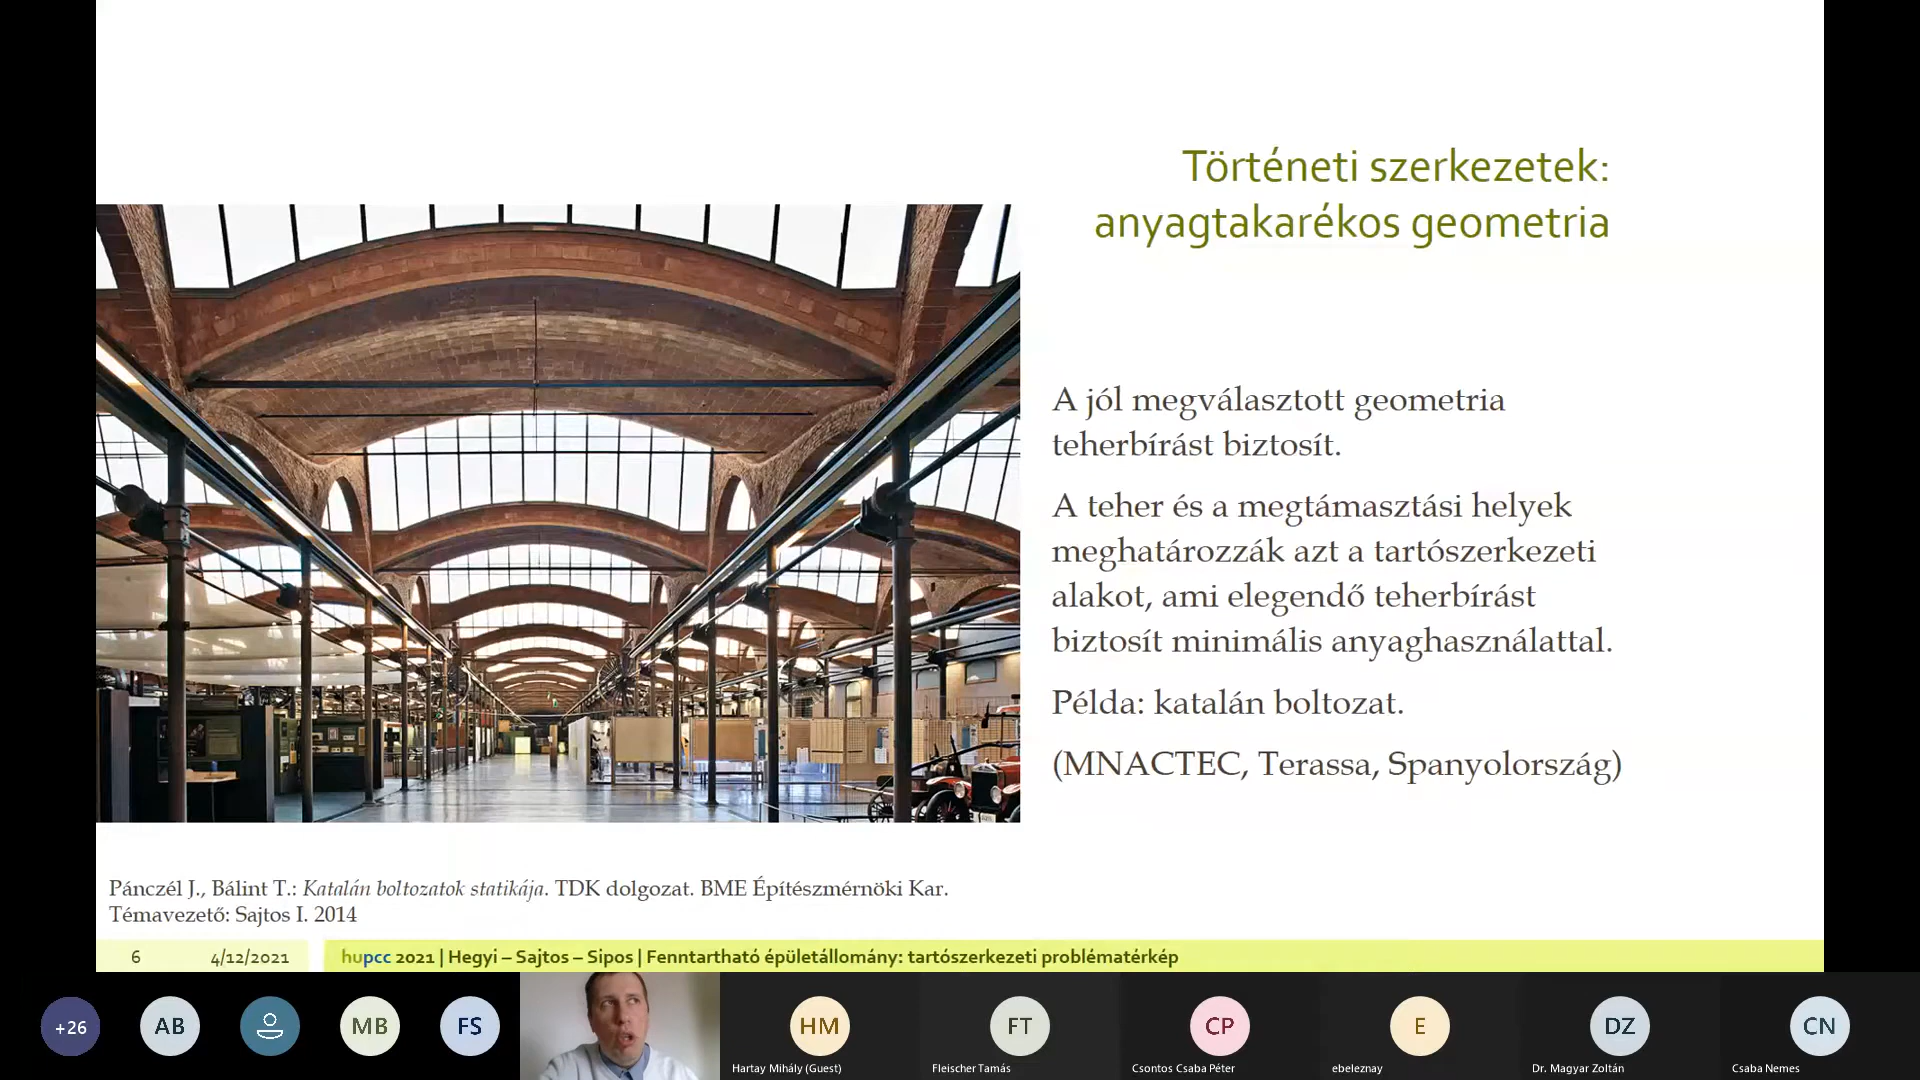 Történeti szerkezetek:
anyagtakarékos geometria
A jól megválasztott geometria
teherbírást biztosít.
A teher és a megtámasztási helyek
meghatározzák azt a tartószerkezeti
alakot, ami elegendő teherbírást
biztosít minimális anyaghasználattal.
Példa: katalán boltozat.
(MNACTEC, Terassa, Spanyolország)
Pánczél J., Bálint T.: Katalán boltozatok statikája. TDK dolgozat. BME Építészmérnöki Kar.
Témavezető: Sajtos I. 2014
6 4/12/2021 hupcc 2021 | Hegyi – Sajtos – Sipos | Fenntartható épületállomány: tartószerkezeti problématérkép
+26 AB MB FS HM FT CP E DZ CN
Hartay Mihály (Guest) Fleischer Tamás Csontos Csaba Péter ebeleznay Dr. Magyar Zoltán Csaba Nemes